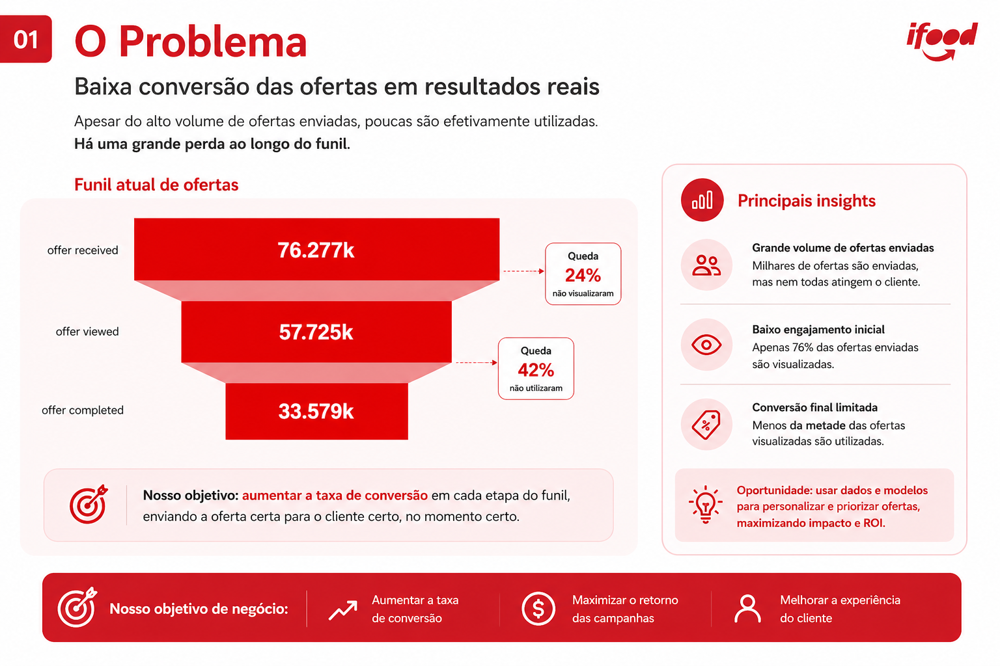 01
O Problema
ifood
Baixa conversão das ofertas em resultados reais
Apesar do alto volume de ofertas enviadas, poucas são efetivamente utilizadas.
Há uma grande perda ao longo do funil.
Funil atual de ofertas
offer received
76.277k
Queda
24%
não visualizaram
offer viewed
57.725k
Queda
42%
não utilizaram
offer completed
33.579k
Nosso objetivo: aumentar a taxa de conversão em cada etapa do funil,
enviando a oferta certa para o cliente certo, no momento certo.
Principais insights
Grande volume de ofertas enviadas
Milhares de ofertas são enviadas,
mas nem todas atingem o cliente.
Baixo engajamento inicial
Apenas 76% das ofertas enviadas
são visualizadas.
%
Conversão final limitada
Menos da metade das ofertas
visualizadas são utilizadas.
Oportunidade: usar dados e modelos
para personalizar e priorizar ofertas,
maximizando impacto e ROI.
Nosso objetivo de negócio:
Aumentar a taxa
de conversão
$
Maximizar o retorno
das campanhas
Melhorar a experiência
do cliente